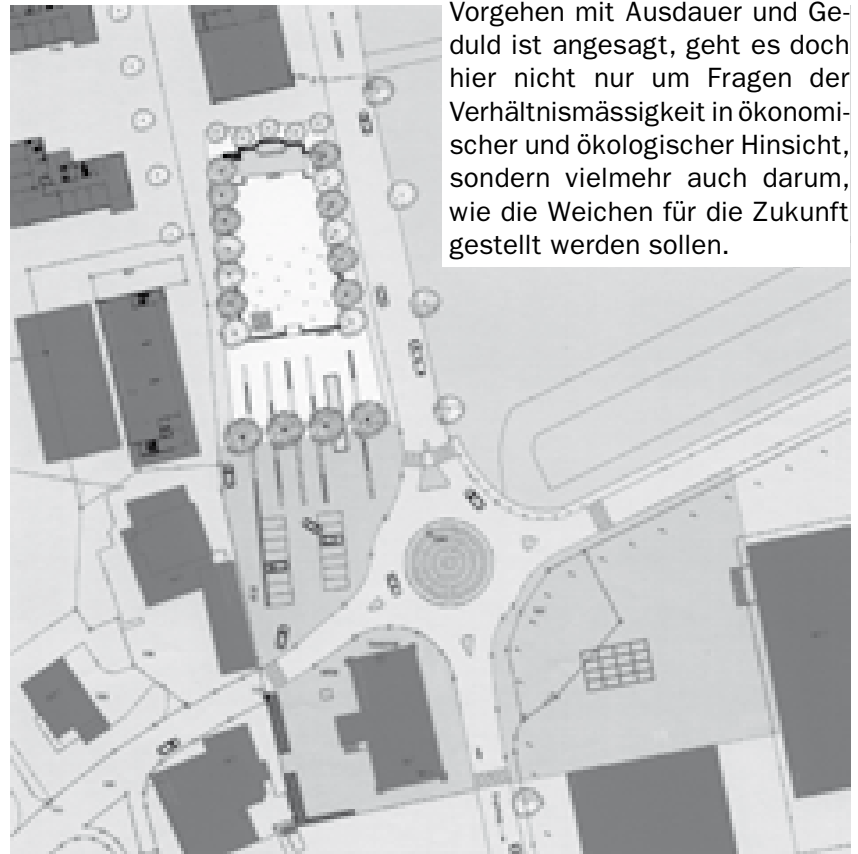 Vorgehen mit Ausdauer und Ge-
duld ist angesagt, geht es doch
hier nicht nur um Fragen der
Verhältnismässigkeit in ökonomi-
scher und ökologischer Hinsicht,
sondern vielmehr auch darum,
wie die Weichen für die Zukunft
gestellt werden sollen.